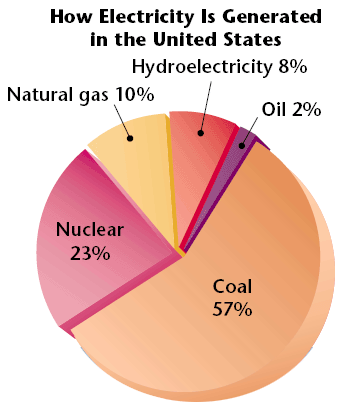 How Electricity Is Generated
in the United States
Hydroelectricity 8%
Natural gas 10%
Oil 2%
Nuclear
23%
Coal
57%